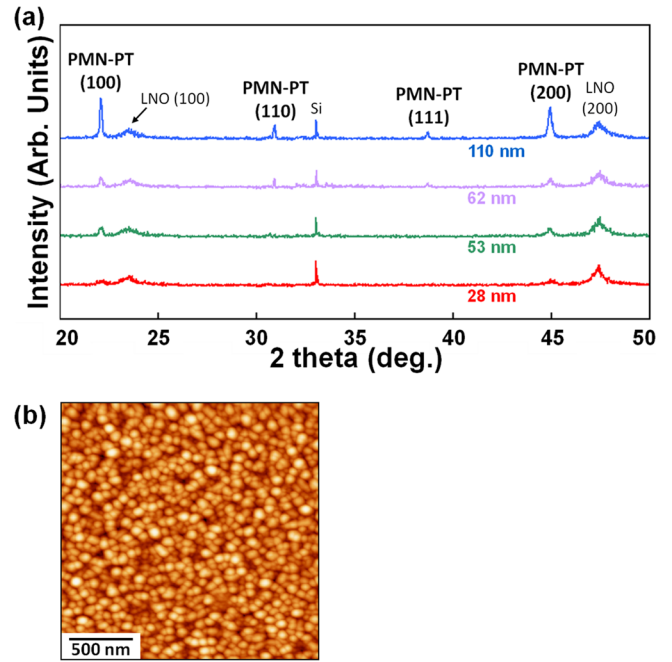 (a)
Intensity (Arb. Units)
PMN-PT
(100)
LNO (100)
PMN-PT
(110)
Si
PMN-PT
(111)
PMN-PT
(200)
LNO
(200)
110 nm
62 nm
53 nm
28 nm
20 25 30 35 40 45 50
2 theta (deg.)
(b)
500 nm